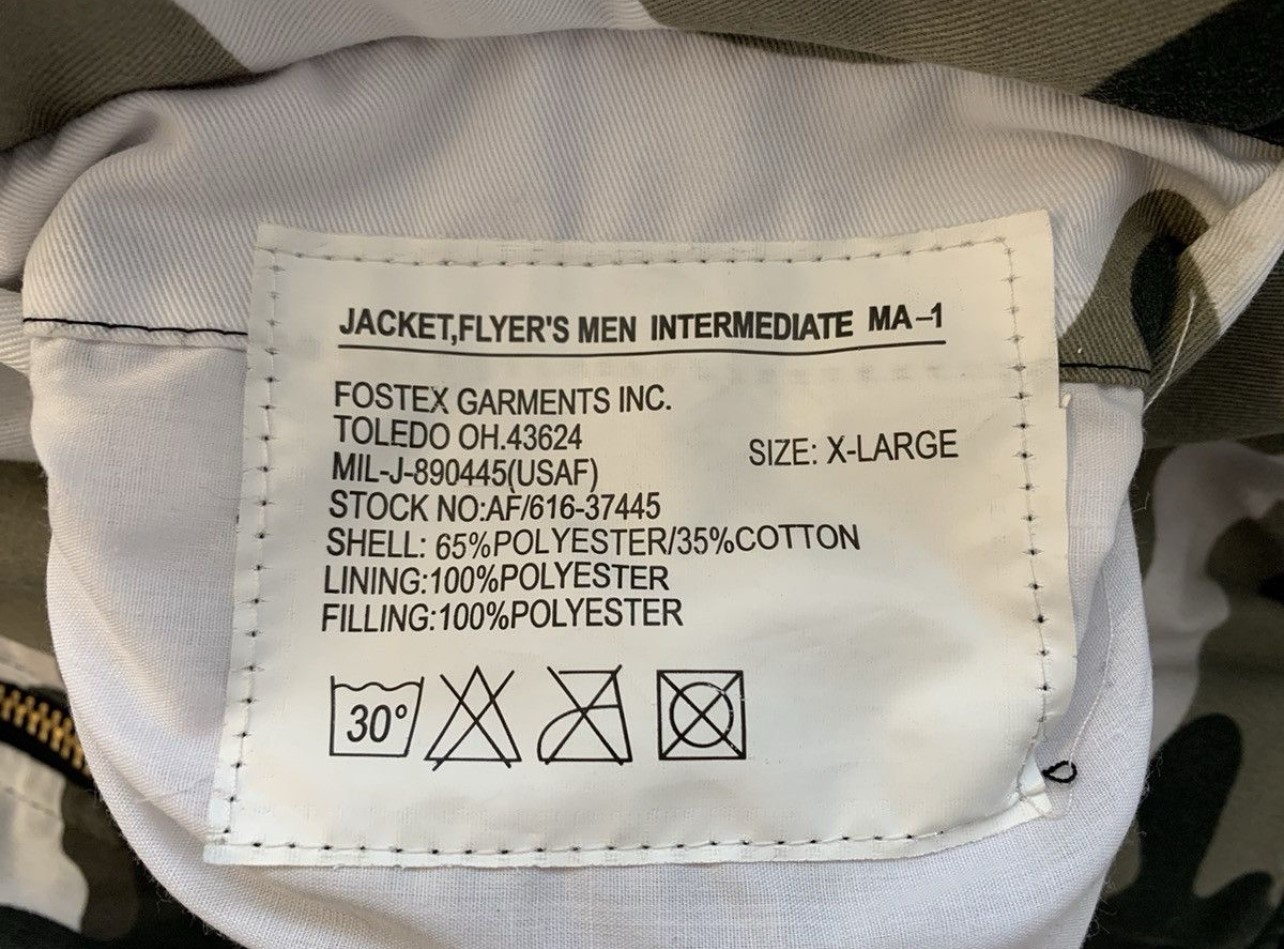 JACKET,FLYER'S MEN INTERMEDIATE MA-1
FOSTEX GARMENTS INC.
TOLEDO OH.43624
SIZE: X-LARGE
MIL-J-890445(USAF)
STOCK NO:AF/616-37445
SHELL: 65%POLYESTER/35%COTTON
LINING:100%POLYESTER
FILLING:100%POLYESTER
30°